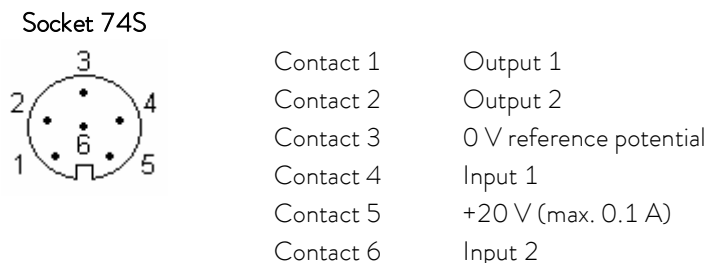 Socket 74S
3
2
4
6
1
5
Contact 1 Output 1
Contact 2 Output 2
Contact 3 0 V reference potential
Contact 4 Input 1
Contact 5 +20 V (max. 0.1 A)
Contact 6 Input 2